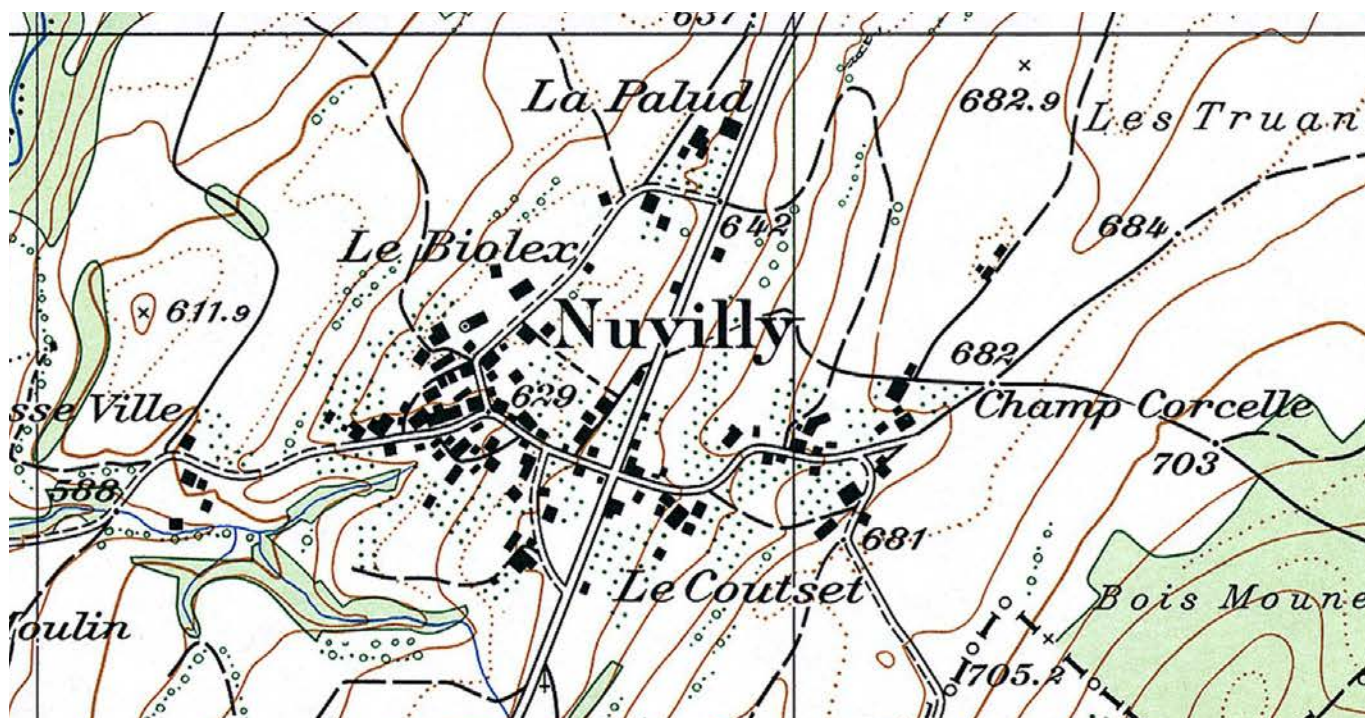 637
La Palud
682.9
Les Truan
642
684
Le Biolex
611.9
Nuvilly
682
629
sse Ville
Champ Corcelle
703
588
681
Le Coutset
Bois Moune
oulin
705.2